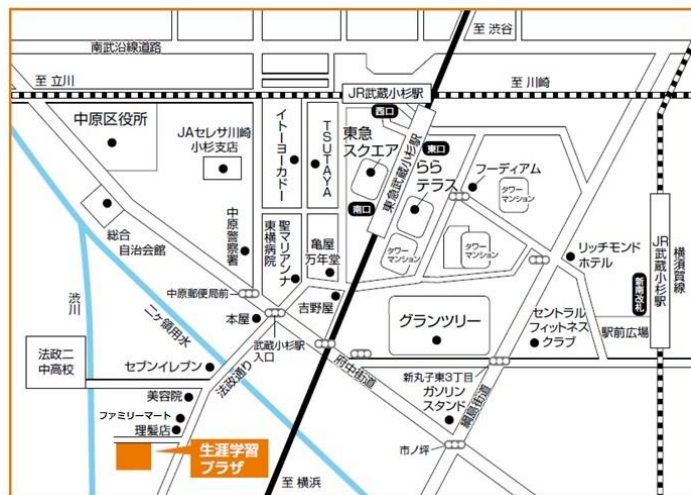 至 渋谷
南武沿線道路
至 立川
JR武蔵小杉駅
至 川崎
西口
中原区役所
JAセレサ川崎
小杉支店
イトーヨーカドー
TSUTAYA
東急
スクエア
東口
東急武蔵小杉駅
らら
テラス
フーディアム
タワー
マンション
南口
総合
自治会館
中原警察署
聖マリアンナ
東横病院
亀屋
万年堂
タワー
マンション
タワー
マンション
リッチモンド
ホテル
横須賀線
JR武蔵小杉駅
新南改札
駅前広場
渋川
二ヶ領用水
中原郵便局前
吉野屋
本屋
武蔵小杉駅
入口
グランツリー
セントラル
フィットネス
クラブ
法政二
中高校
セブンイレブン
法政通り
府中街道
新丸子東3丁目
ガソリン
スタンド
綱島街道
美容院
ファミリーマート
理髪店
生涯学習
プラザ
市ノ坪
至 横浜